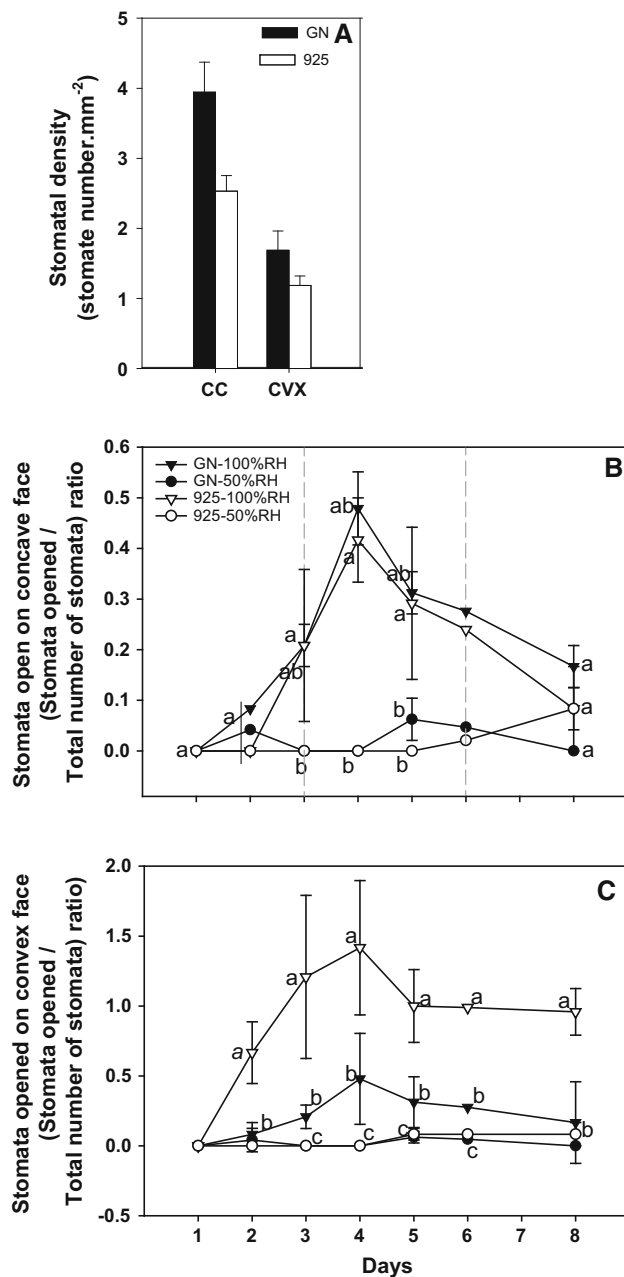 A
GN
925
Stomatal density
(stomate number.mm-2)
5
4
3
2
1
0
CC
CVX
B
GN-100%RH
GN-50%RH
925-100%RH
925-50%RH
Stomata open on concave face
(Stomata opened /
Total number of stomata) ratio
0.6
0.5
0.4
0.3
0.2
0.1
0.0
ab
a
ab
a
a
ab
a
b
a
a
a
a
b
b
b
C
Stomata opened on convex face
(Stomata opened /
Total number of stomata) ratio)
2.0
1.5
1.0
0.5
0.0
-0.5
a
a
a
a
a
a
b
b
b
b
b
b
c
c
c
c
1
2
3
4
5
6
7
8
Days